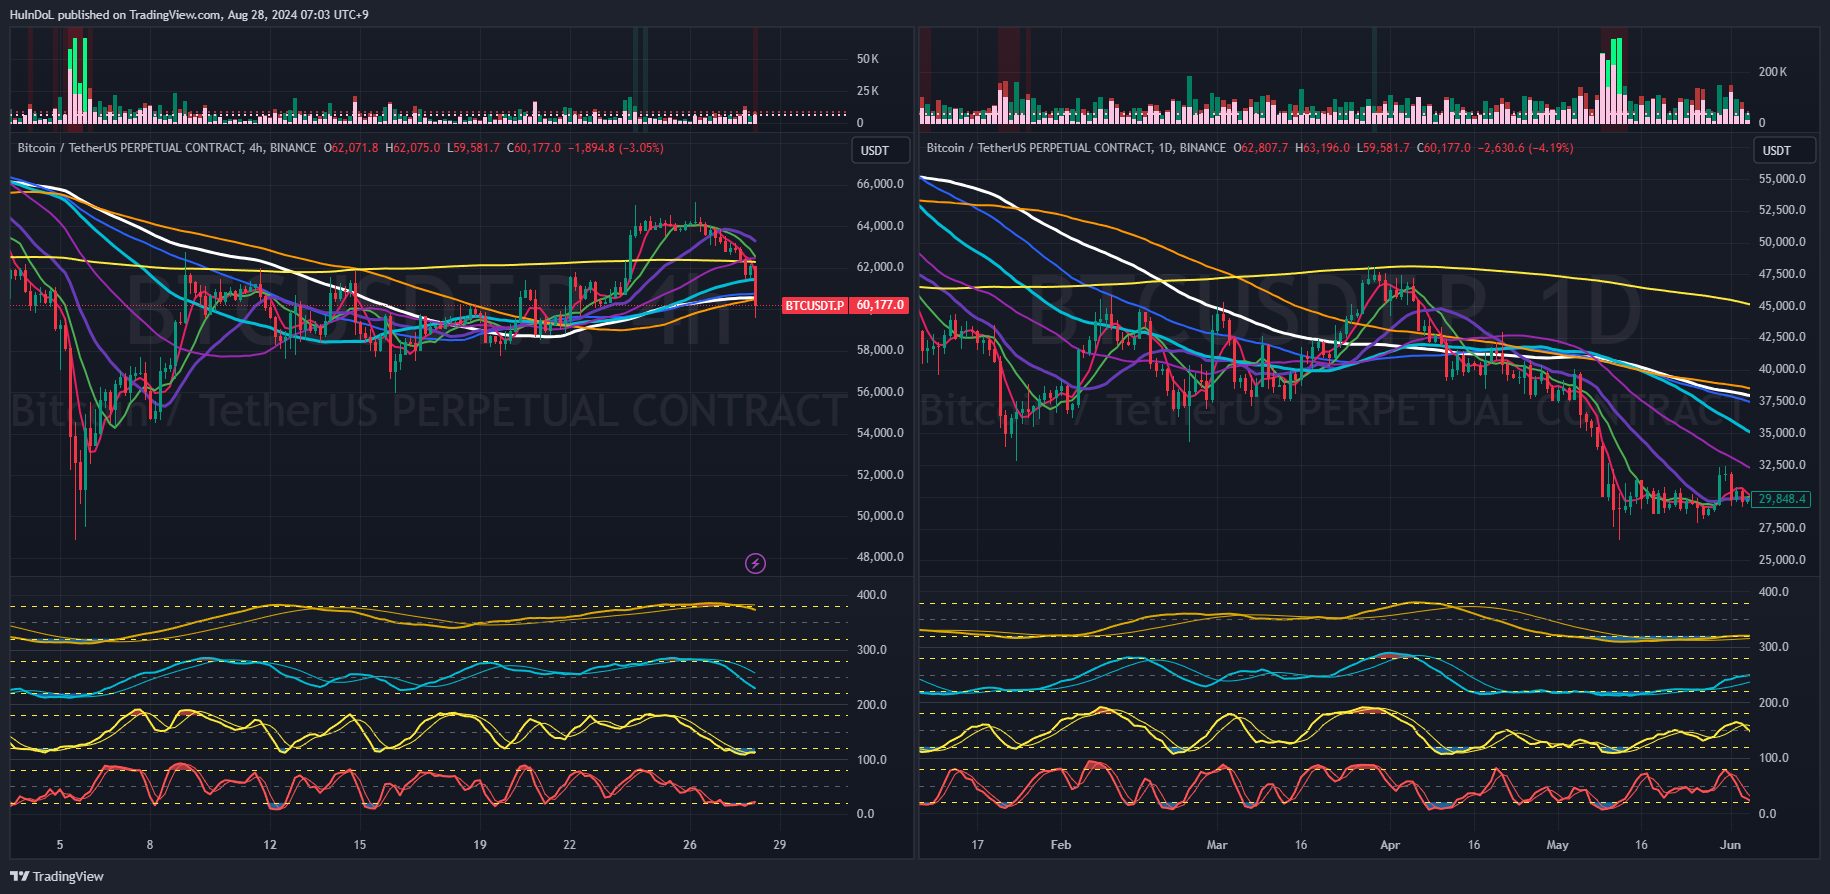 HuInDoL published on TradingView.com, Aug 28, 2024 07:03 UTC+9
50 K
25 K
0
Bitcoin / TetherUS PERPETUAL CONTRACT, 4h, BINANCE O62,071.8 H62,075.0 L59,581.7 C60,177.0 −1,894.8 (−3.05%)
USDT
66,000.0
64,000.0
62,000.0
BTCUSDT.P 60,177.0
58,000.0
56,000.0
54,000.0
52,000.0
50,000.0
48,000.0
BTCUSDT.P, 4h
Bitcoin / TetherUS PERPETUAL CONTRACT
400.0
300.0
200.0
100.0
0.0
5 8 12 15 19 22 26 29
200 K
0
Bitcoin / TetherUS PERPETUAL CONTRACT, 1D, BINANCE O62,807.7 H63,196.0 L59,581.7 C60,177.0 −2,630.6 (−4.19%)
USDT
55,000.0
52,500.0
50,000.0
47,500.0
45,000.0
42,500.0
40,000.0
37,500.0
35,000.0
32,500.0
29,848.4
27,500.0
25,000.0
BTCUSDT.P, 1D
Bitcoin / TetherUS PERPETUAL CONTRACT
400.0
300.0
200.0
100.0
0.0
17 Feb Mar 16 Apr 16 May 16 Jun
TradingView